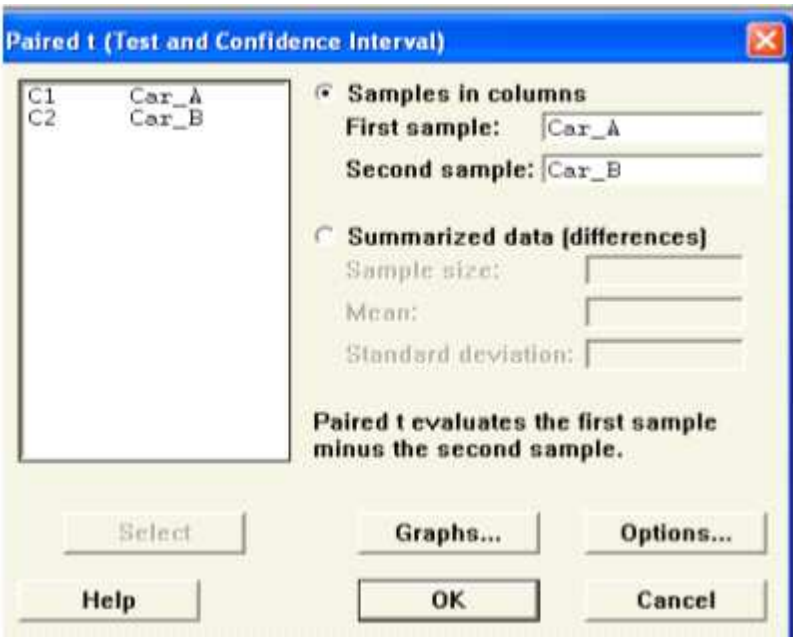 Paired t (Test and Confidence Interval)
C1 Car_A
C2 Car_B
Samples in columns
First sample: Car_A
Second sample: Car_B
Summarized data (differences)
Sample size:
Mean:
Standard deviation:
Paired t evaluates the first sample
minus the second sample.
Select
Graphs...
Options...
Help
OK
Cancel